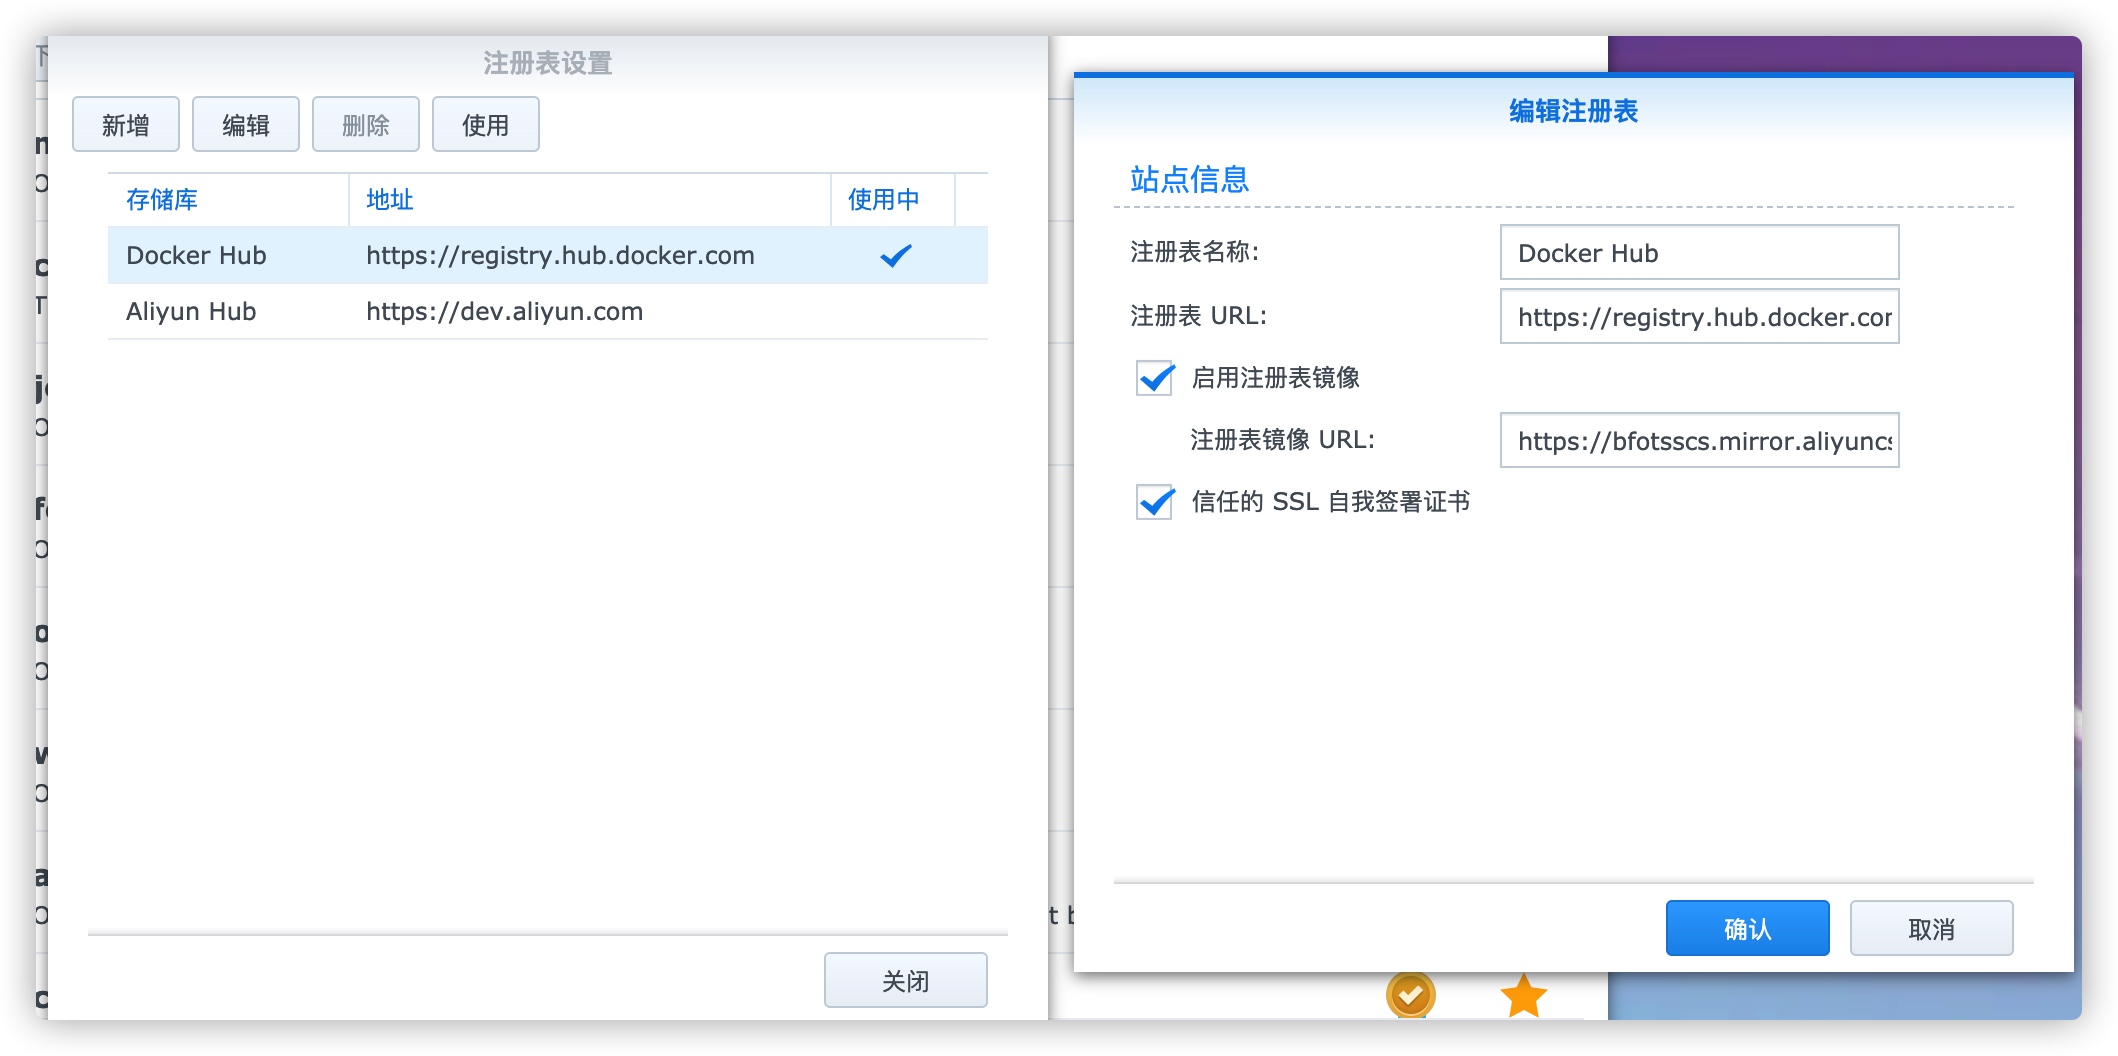 注册表设置
新增 编辑 删除 使用
存储库 地址 使用中
Docker Hub https://registry.hub.docker.com
Aliyun Hub https://dev.aliyun.com
关闭
编辑注册表
站点信息
注册表名称: Docker Hub
注册表 URL: https://registry.hub.docker.co
启用注册表镜像
注册表镜像 URL: https://bfotsscs.mirror.aliyuncs
信任的 SSL 自我签署证书
确认 取消